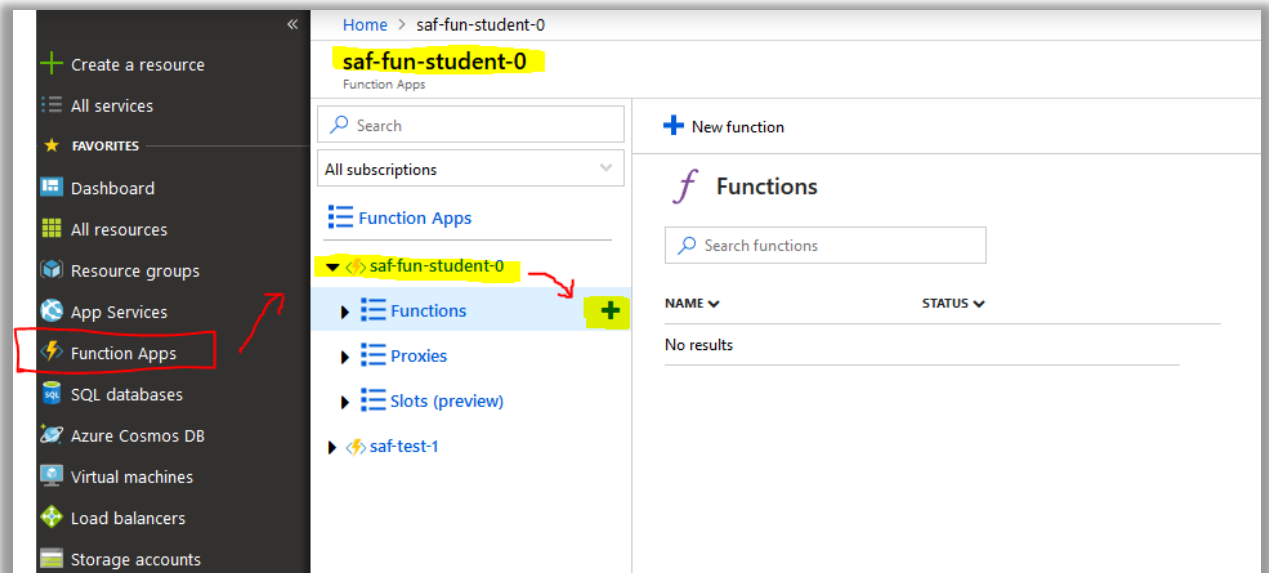 «
Create a resource
All services
FAVORITES
Dashboard
All resources
Resource groups
App Services
Function Apps
SQL databases
Azure Cosmos DB
Virtual machines
Load balancers
Storage accounts
Home > saf-fun-student-0
saf-fun-student-0
Function Apps
Search
All subscriptions
Function Apps
saf-fun-student-0
Functions
Proxies
Slots (preview)
saf-test-1
New function
Functions
Search functions
NAME STATUS
No results